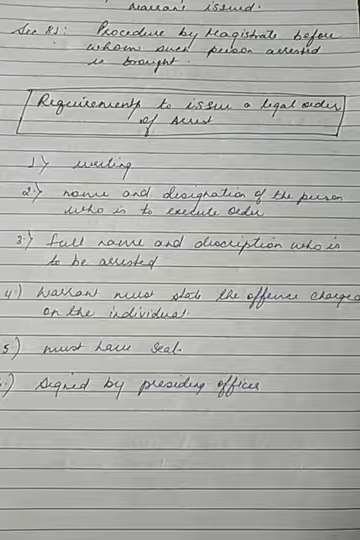 warrant issued.
Sec 81: Procedure by Magistrate before
whom such person arrested
is brought.
Requirements to issue a legal order
of arrest
1) writing
2) name and designation of the person
who is to execute order
3) full name and discription who is
to be arrested
4) warrant must state the offence charged
on the individual.
5) must have seal.
) signed by presiding officer